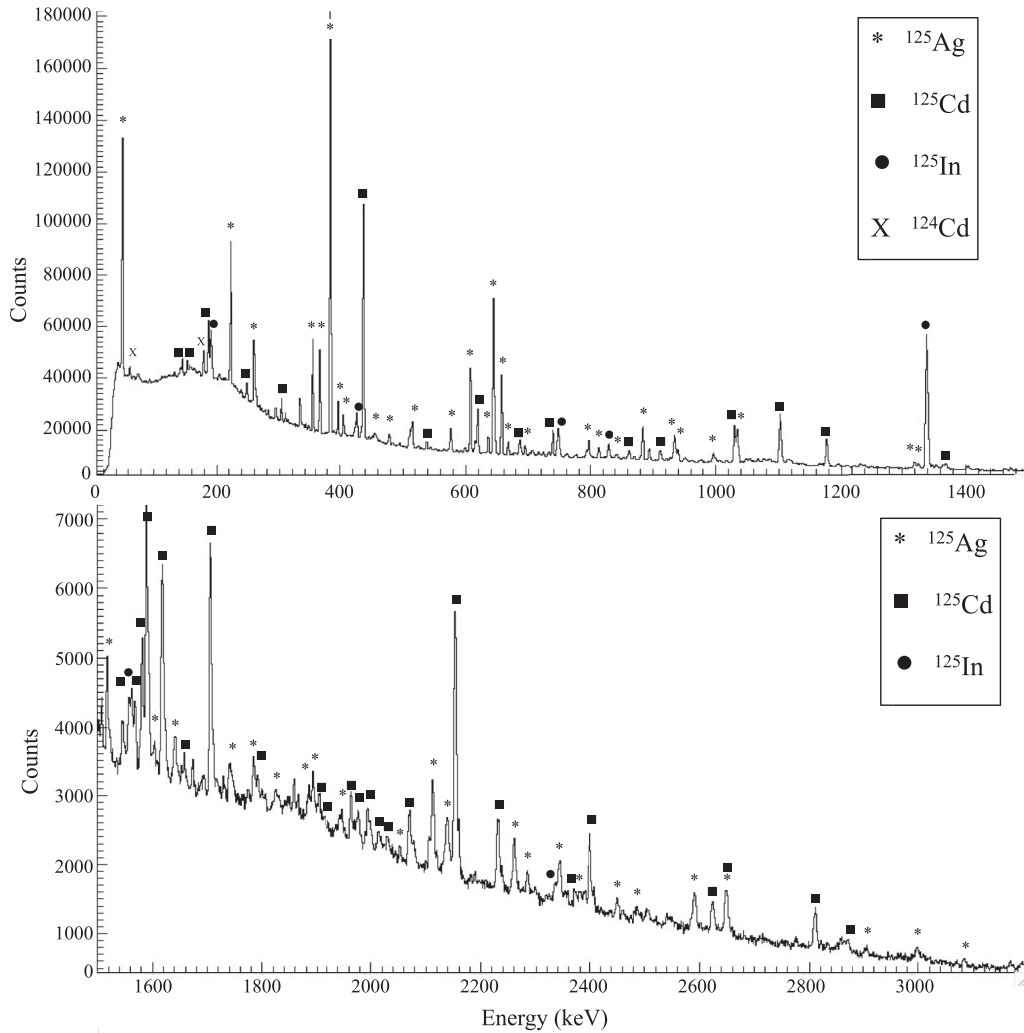 180000
160000
140000
120000
100000
80000
60000
40000
20000
0
Counts
0 200 400 600 800 1000 1200 1400
* ¹²⁵Ag
■ ¹²⁵Cd
● ¹²⁵In
X ¹²⁴Cd
X
X
7000
6000
5000
4000
3000
2000
1000
0
Counts
1600 1800 2000 2200 2400 2600 2800 3000
Energy (keV)
* ¹²⁵Ag
■ ¹²⁵Cd
● ¹²⁵In